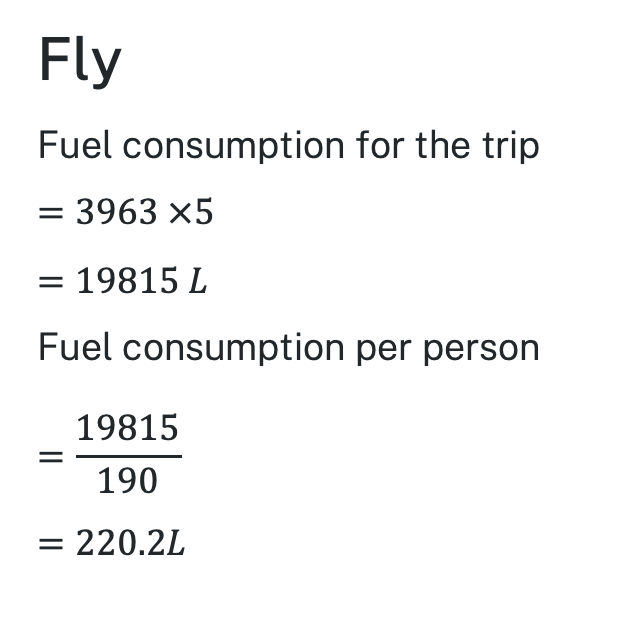 Fly
Fuel consumption for the trip
= 3963 ×5
= 19815 L
Fuel consumption per person
= 19815
190
= 220.2L